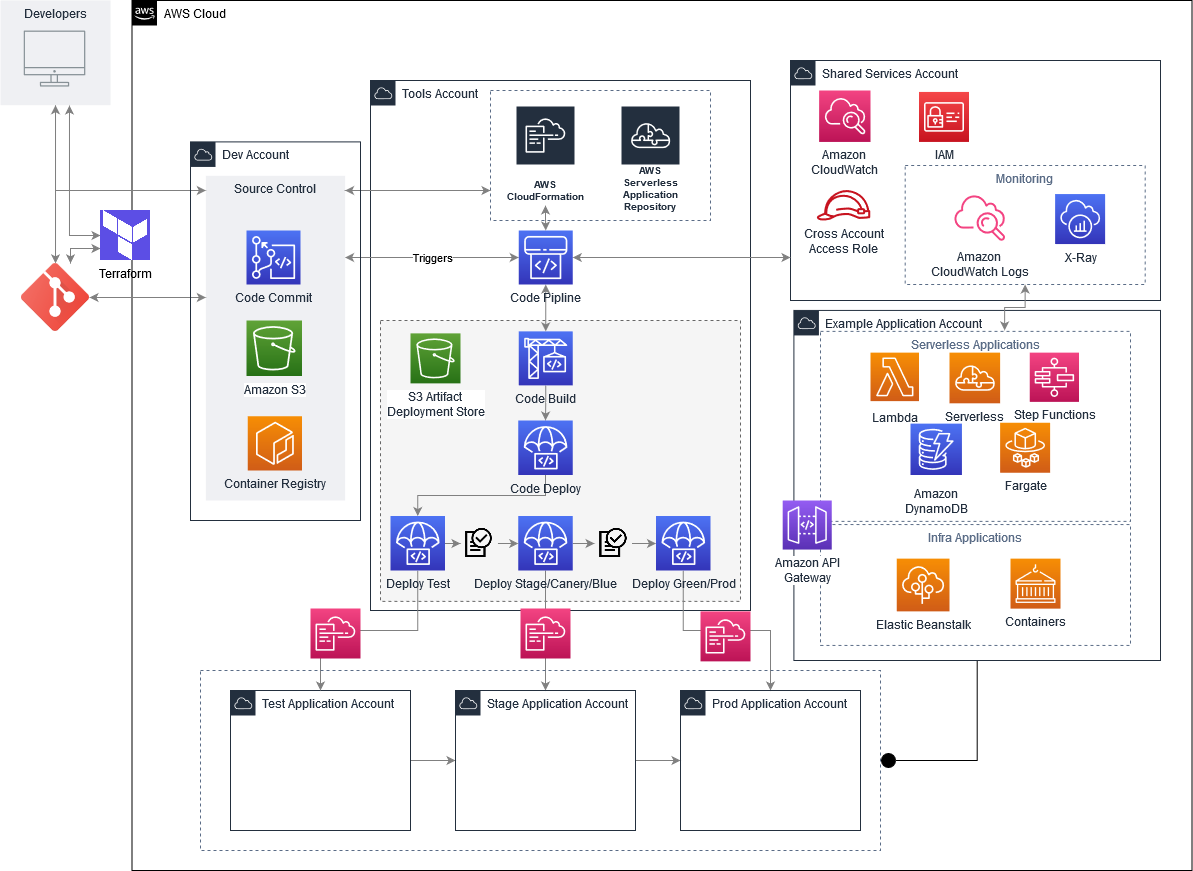 Developers
aws
AWS Cloud
Shared Services Account
Tools Account
Amazon
CloudWatch
IAM
Dev Account
Source Control
AWS
CloudFormation
AWS
Serverless
Application
Repository
Monitoring
Cross Account
Access Role
Amazon
CloudWatch Logs
X-Ray
Terraform
Triggers
Code Commit
Code Pipline
Example Application Account
Serverless Applications
Amazon S3
S3 Artifact
Deployment Store
Code Build
Lambda
Serverless
Step Functions
Container Registry
Code Deploy
Amazon
DynamoDB
Fargate
Infra Applications
Amazon API
Gateway
Deploy Test
Deploy Stage/Canery/Blue
Deploy Green/Prod
Elastic Beanstalk
Containers
Test Application Account
Stage Application Account
Prod Application Account